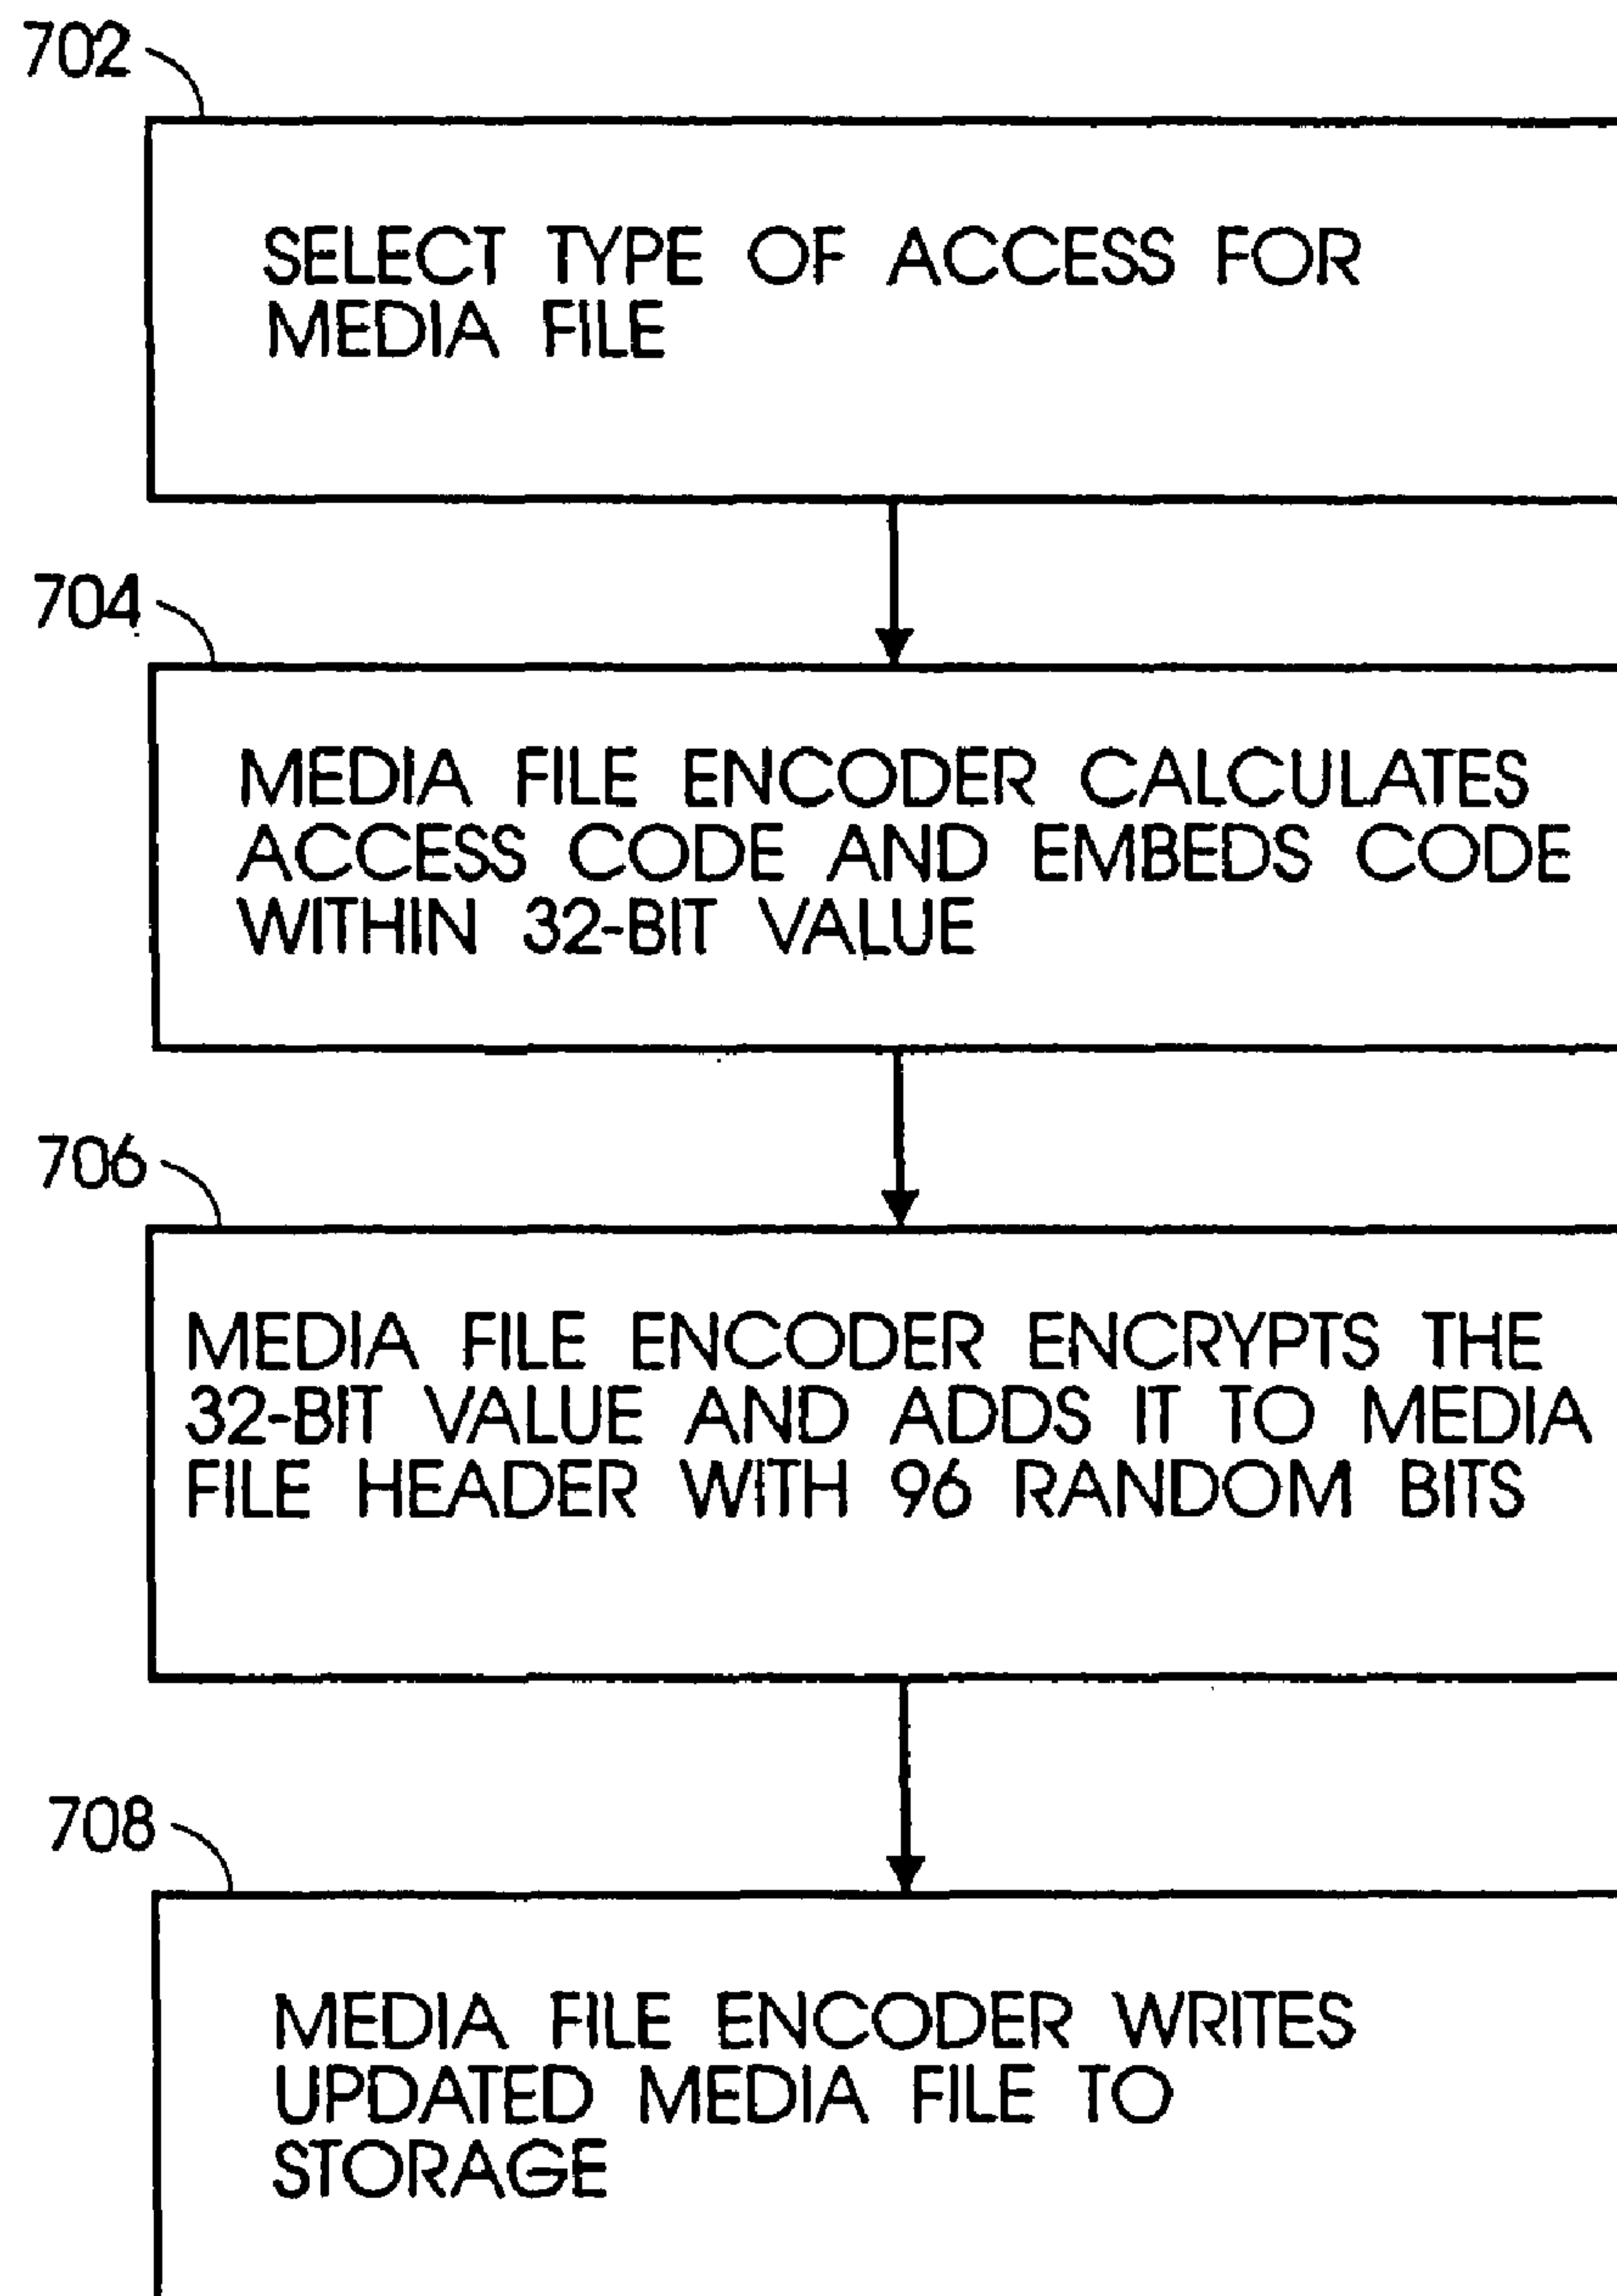 702
SELECT TYPE OF ACCESS FOR
MEDIA FILE
704
MEDIA FILE ENCODER CALCULATES
ACCESS CODE AND EMBEDS CODE
WITHIN 32-BIT VALUE
706
MEDIA FILE ENCODER ENCRYPTS THE
32-BIT VALUE AND ADDS IT TO MEDIA
FILE HEADER WITH 96 RANDOM BITS
708
MEDIA FILE ENCODER WRITES
UPDATED MEDIA FILE TO
STORAGE